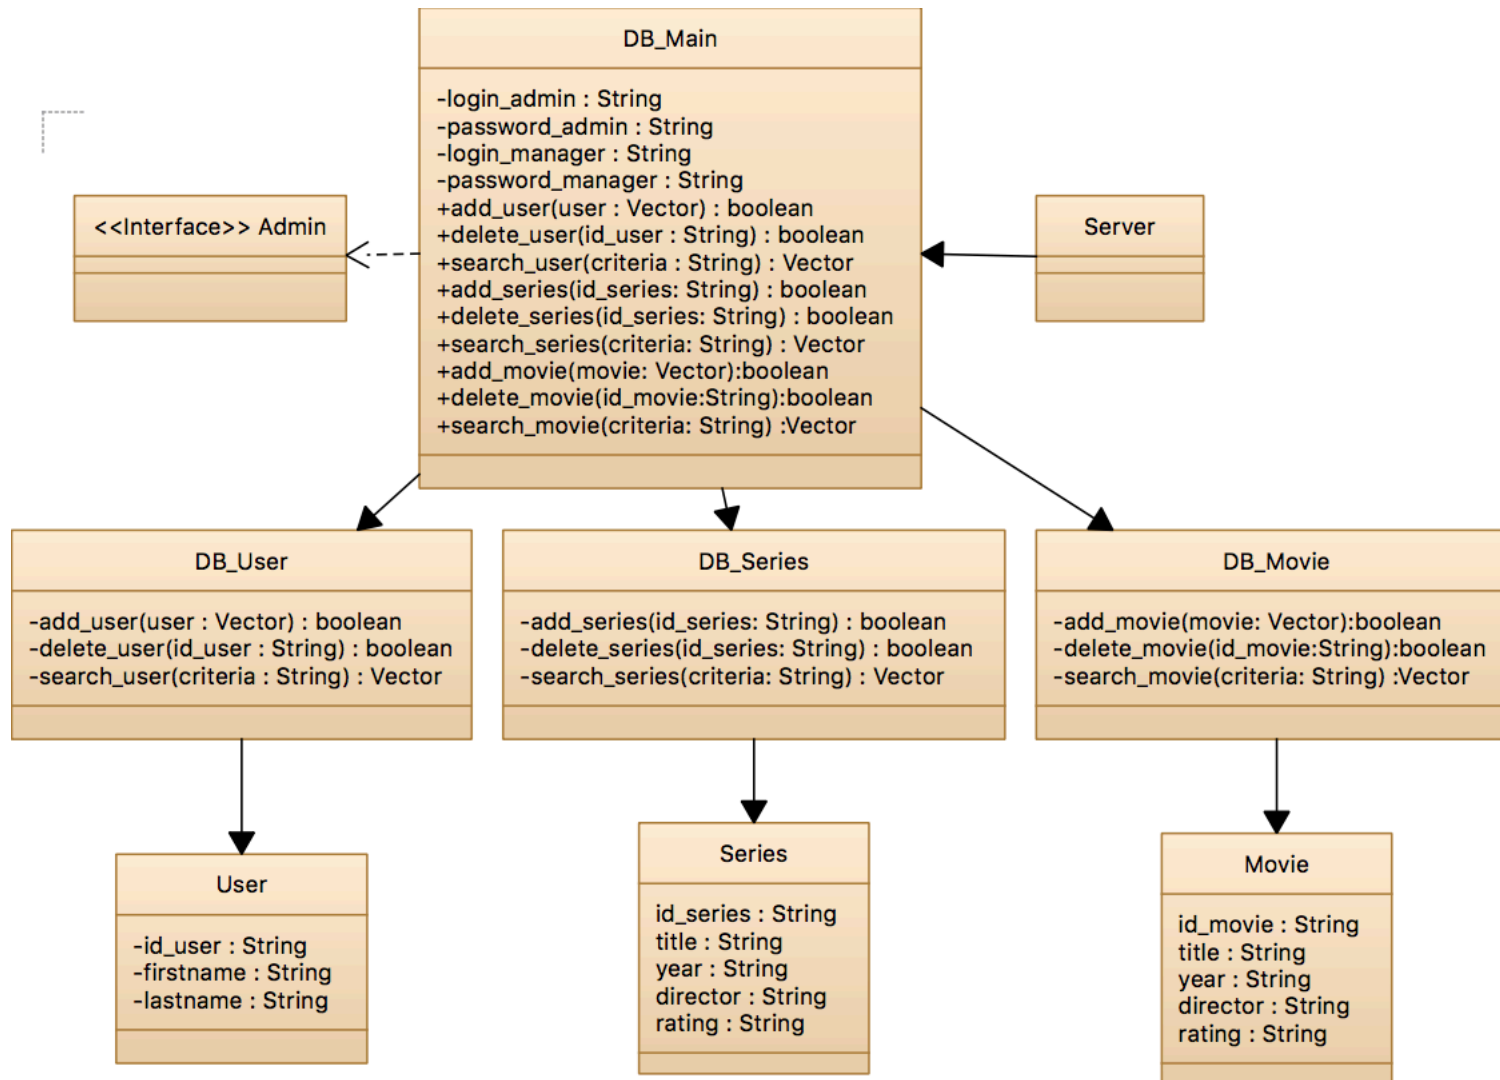 DB_Main
-login_admin : String
-password_admin : String
-login_manager : String
-password_manager : String
+add_user(user : Vector) : boolean
+delete_user(id_user : String) : boolean
+search_user(criteria : String) : Vector
+add_series(id_series: String) : boolean
+delete_series(id_series: String) : boolean
+search_series(criteria: String) : Vector
+add_movie(movie: Vector):boolean
+delete_movie(id_movie:String):boolean
+search_movie(criteria: String) :Vector
<<Interface>> Admin
Server
DB_User
-add_user(user : Vector) : boolean
-delete_user(id_user : String) : boolean
-search_user(criteria : String) : Vector
DB_Series
-add_series(id_series: String) : boolean
-delete_series(id_series: String) : boolean
-search_series(criteria: String) : Vector
DB_Movie
-add_movie(movie: Vector):boolean
-delete_movie(id_movie:String):boolean
-search_movie(criteria: String) :Vector
User
-id_user : String
-firstname : String
-lastname : String
Series
id_series : String
title : String
year : String
director : String
rating : String
Movie
id_movie : String
title : String
year : String
director : String
rating : String